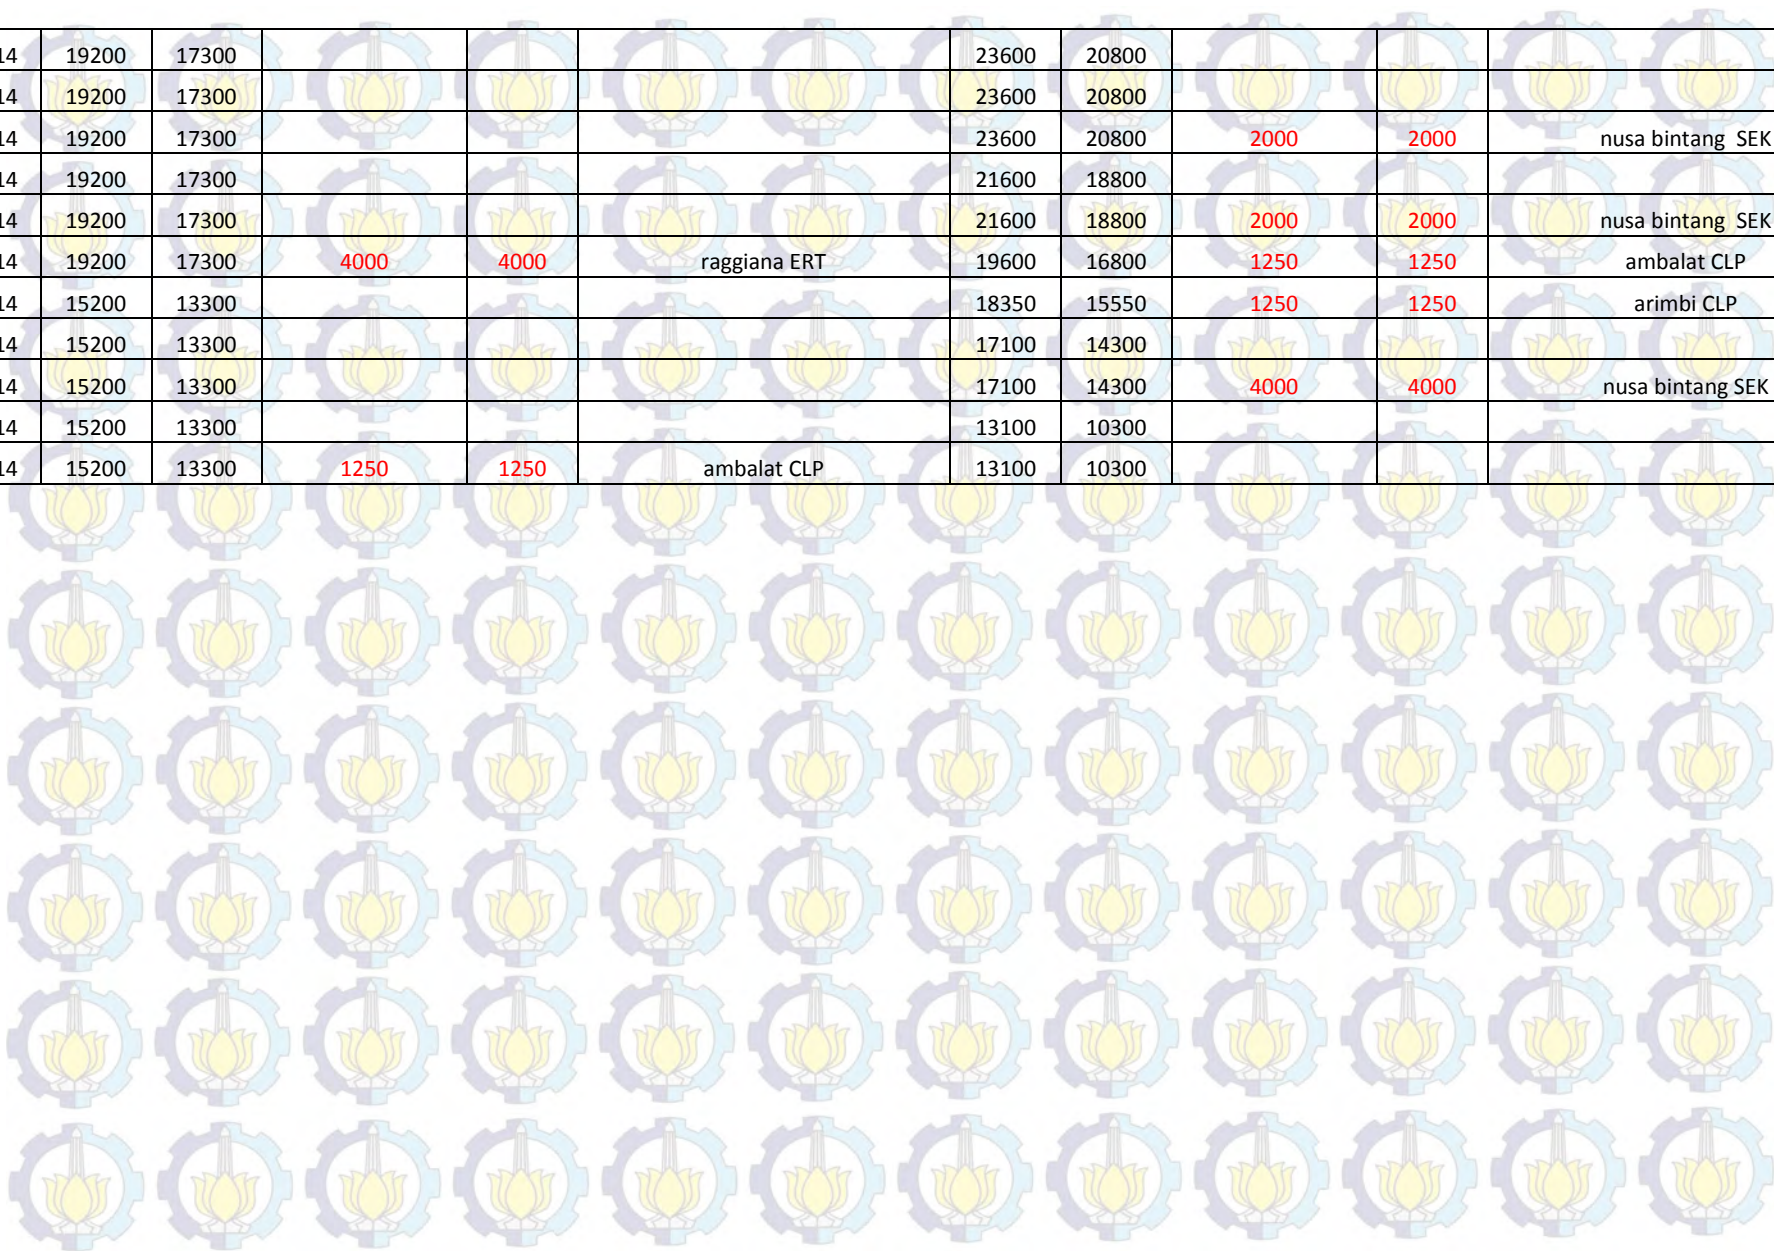 14 19200 17300 23600 20800
14 19200 17300 23600 20800
14 19200 17300 23600 20800 2000 2000 nusa bintang SEK
14 19200 17300 21600 18800
14 19200 17300 21600 18800 2000 2000 nusa bintang SEK
14 19200 17300 4000 4000 raggiana ERT 19600 16800 1250 1250 ambalat CLP
14 15200 13300 18350 15550 1250 1250 arimbi CLP
14 15200 13300 17100 14300
14 15200 13300 17100 14300 4000 4000 nusa bintang SEK
14 15200 13300 13100 10300
14 15200 13300 1250 1250 ambalat CLP 13100 10300